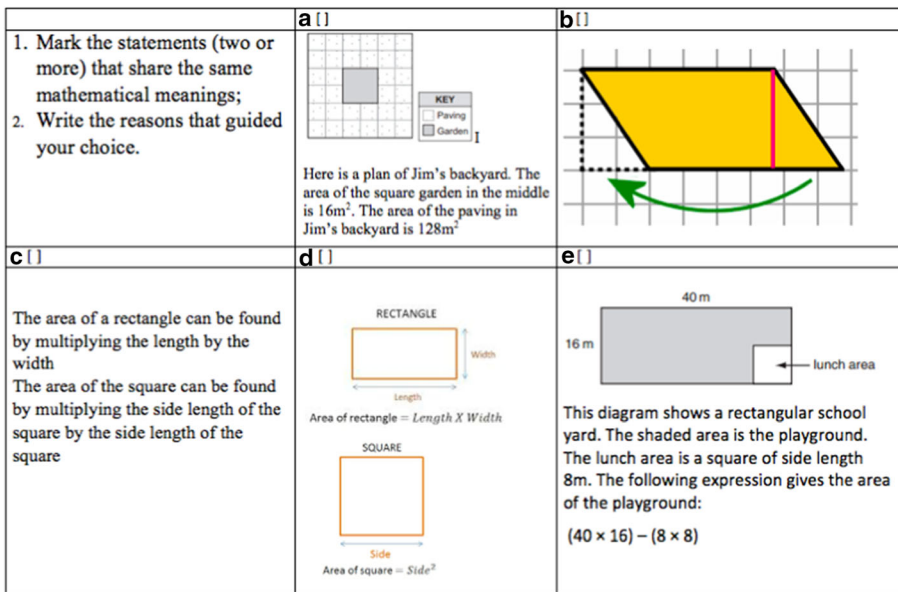 a [ ]
b[ ]
1. Mark the statements (two or
more) that share the same
mathematical meanings;
2. Write the reasons that guided
your choice.
KEY
Paving
Garden
Here is a plan of Jim's backyard. The
area of the square garden in the middle
is 16m². The area of the paving in
Jim's backyard is 128m²
c [ ]
d [ ]
e[ ]
The area of a rectangle can be found
by multiplying the length by the
width
The area of the square can be found
by multiplying the side length of the
square by the side length of the
square
RECTANGLE
Width
Length
Area of rectangle = Length X Width
SQUARE
Side
Area of square = Side²
40 m
16 m
lunch area
This diagram shows a rectangular school
yard. The shaded area is the playground.
The lunch area is a square of side length
8m. The following expression gives the area
of the playground:
(40 × 16) – (8 × 8)